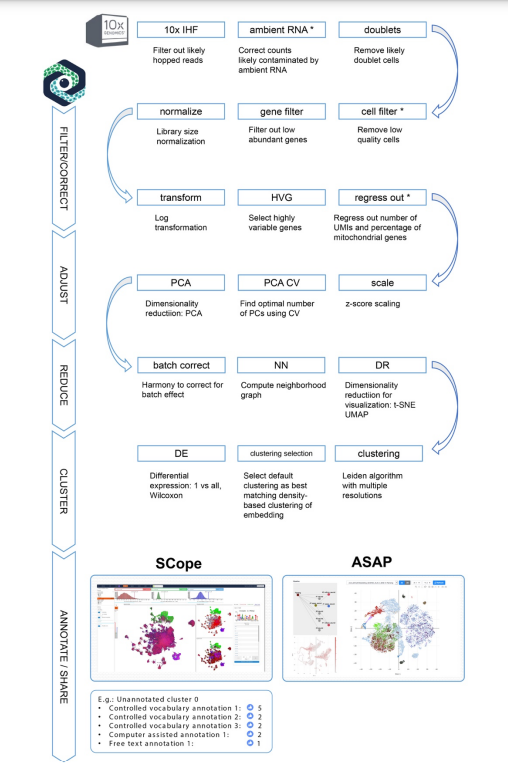 10x
GENOMICS
10x IHF
ambient RNA *
doublets
Filter out likely
hopped reads
Correct counts
likely contaminated by
ambient RNA
Remove likely
doublet cells
FILTER/CORRECT
normalize
gene filter
cell filter *
Library size
normalization
Filter out low
abundant genes
Remove low
quality cells
transform
HVG
regress out *
Log
transformation
Select highly
variable genes
Regress out number of
UMIs and percentage of
mitochondrial genes
ADJUST
PCA
PCA CV
scale
Dimensionality
reductiion: PCA
Find optimal number
of PCs using CV
z-score scaling
REDUCE
batch correct
NN
DR
Harmony to correct for
batch effect
Compute neighborhood
graph
Dimensionality
reductiion for
visualization: t-SNE
UMAP
CLUSTER
DE
clustering selection
clustering
Differential
expression: 1 vs all,
Wilcoxon
Select default
clustering as best
matching density-
based clustering of
embedding
Leiden algorithm
with multiple
resolutions
ANNOTATE / SHARE
SCope
ASAP
E.g.: Unannotated cluster 0
• Controlled vocabulary annotation 1: 5
• Controlled vocabulary annotation 2: 2
• Controlled vocabulary annotation 3: 2
• Computer assisted annotation 1: 2
• Free text annotation 1: 1